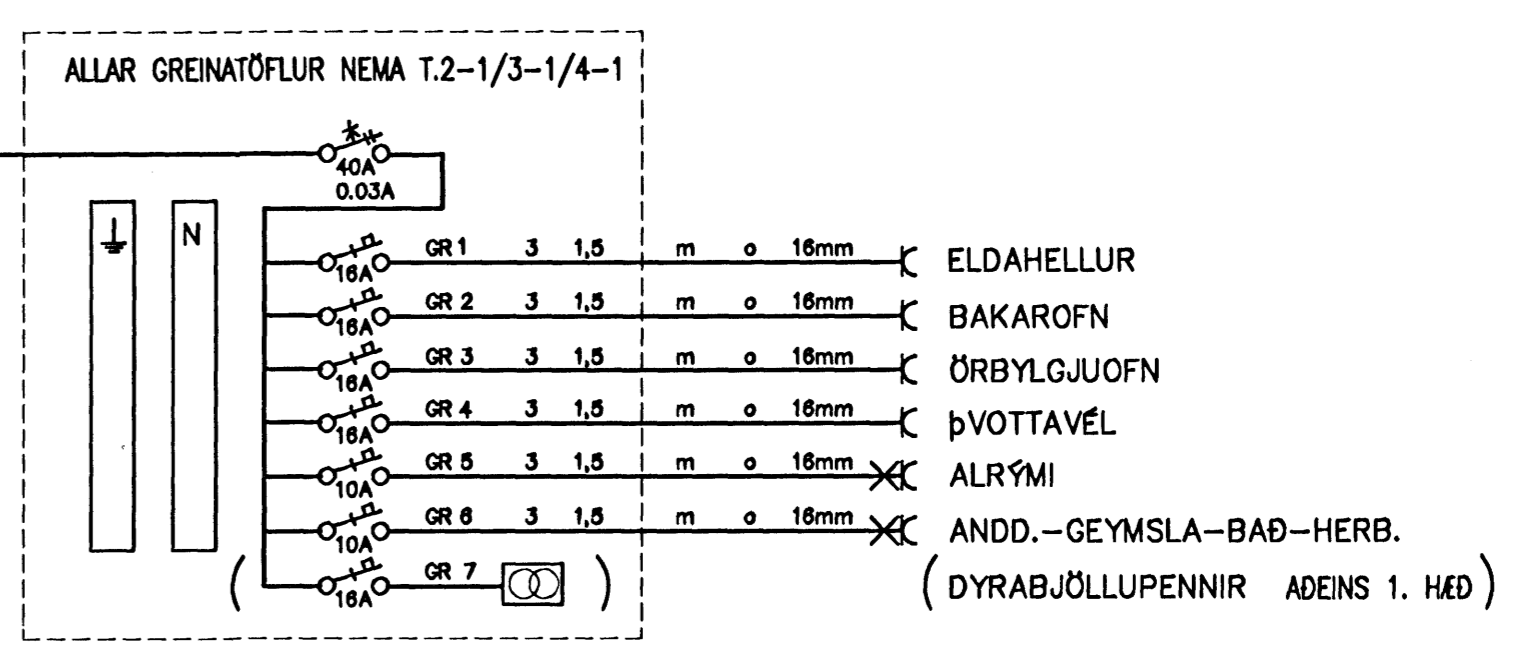 ALLAR GREINATÖFLUR NEMA T.2-1/3-1/4-1
40A
0.03A
N
16A GR 1 3 1,5 m o 16mm ELDAHELLUR
16A GR 2 3 1,5 m o 16mm BAKAROFN
16A GR 3 3 1,5 m o 16mm ÖRBYLGJUOFN
16A GR 4 3 1,5 m o 16mm ÞVOTTAVÉL
10A GR 5 3 1,5 m o 16mm ALRÝMI
10A GR 6 3 1,5 m o 16mm ANDD.-GEYMSLA-BAÐ-HERB.
( 16A GR 7 ) ( DYRABJÖLLUPENNIR AÐEINS 1. HÆÐ )